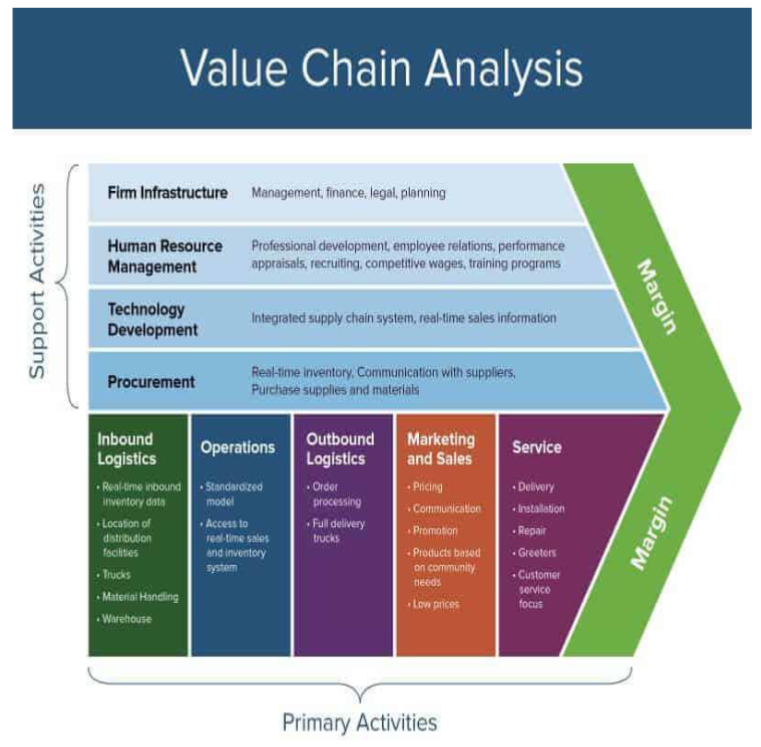 Value Chain Analysis
Support Activities
Firm Infrastructure
Management, finance, legal, planning
Human Resource
Management
Professional development, employee relations, performance
appraisals, recruiting, competitive wages, training programs
Technology
Development
Integrated supply chain system, real-time sales information
Procurement
Real-time inventory, Communication with suppliers,
Purchase supplies and materials
Margin
Inbound
Logistics
• Real-time inbound
inventory data
• Location of
distribution
facilities
• Trucks
• Material Handling
• Warehouse
Operations
• Standardized
model
• Access to
real-time sales
and inventory
system
Outbound
Logistics
• Order
processing
• Full delivery
trucks
Marketing
and Sales
• Pricing
• Communication
• Promotion
• Products based
on community
needs
• Low prices
Service
• Delivery
• Installation
• Repair
• Greeters
• Customer
service
focus
Margin
Primary Activities